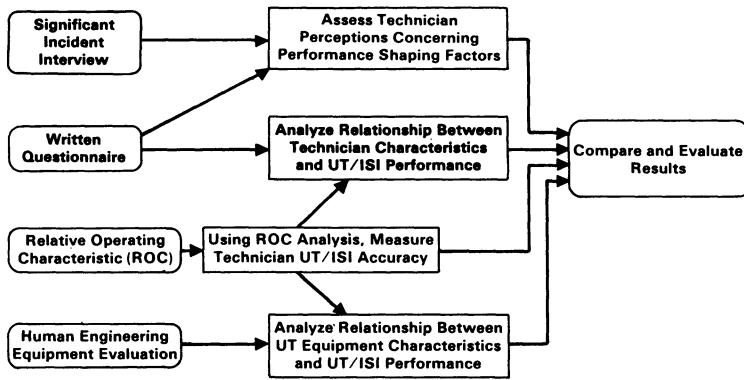 Significant
Incident
Interview
Assess Technician
Perceptions Concerning
Performance Shaping Factors
Written
Questionnaire
Analyze Relationship Between
Technician Characteristics
and UT/ISI Performance
Compare and Evaluate
Results
Relative Operating
Characteristic (ROC)
Using ROC Analysis, Measure
Technician UT/ISI Accuracy
Human Engineering
Equipment Evaluation
Analyze Relationship Between
UT Equipment Characteristics
and UT/ISI Performance